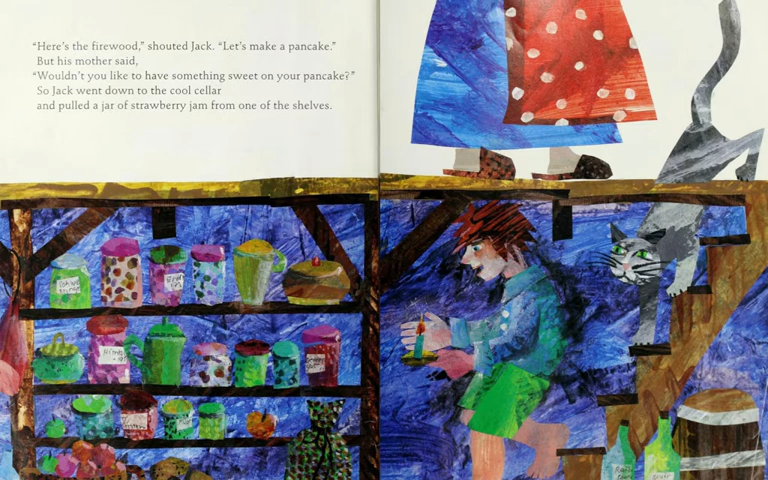 "Here's the firewood," shouted Jack. "Let's make a pancake."
But his mother said,
"Wouldn't you like to have something sweet on your pancake?"
So Jack went down to the cool cellar
and pulled a jar of strawberry jam from one of the shelves.